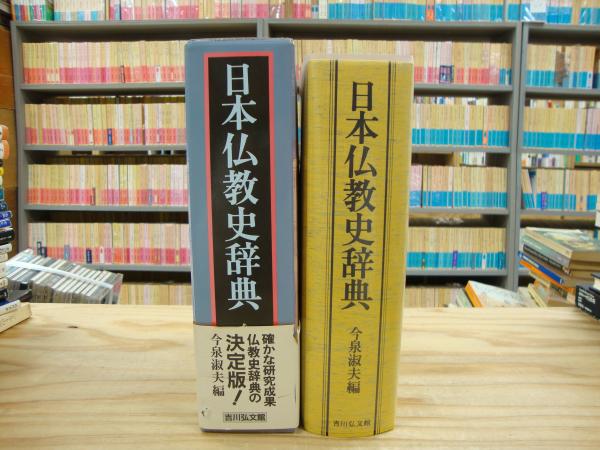 日本仏教史辞典
確かな研究成果
仏教史辞典の
決定版!
今泉淑夫編
吉川弘文館
日本仏教史辞典
今泉淑夫編
吉川弘文館